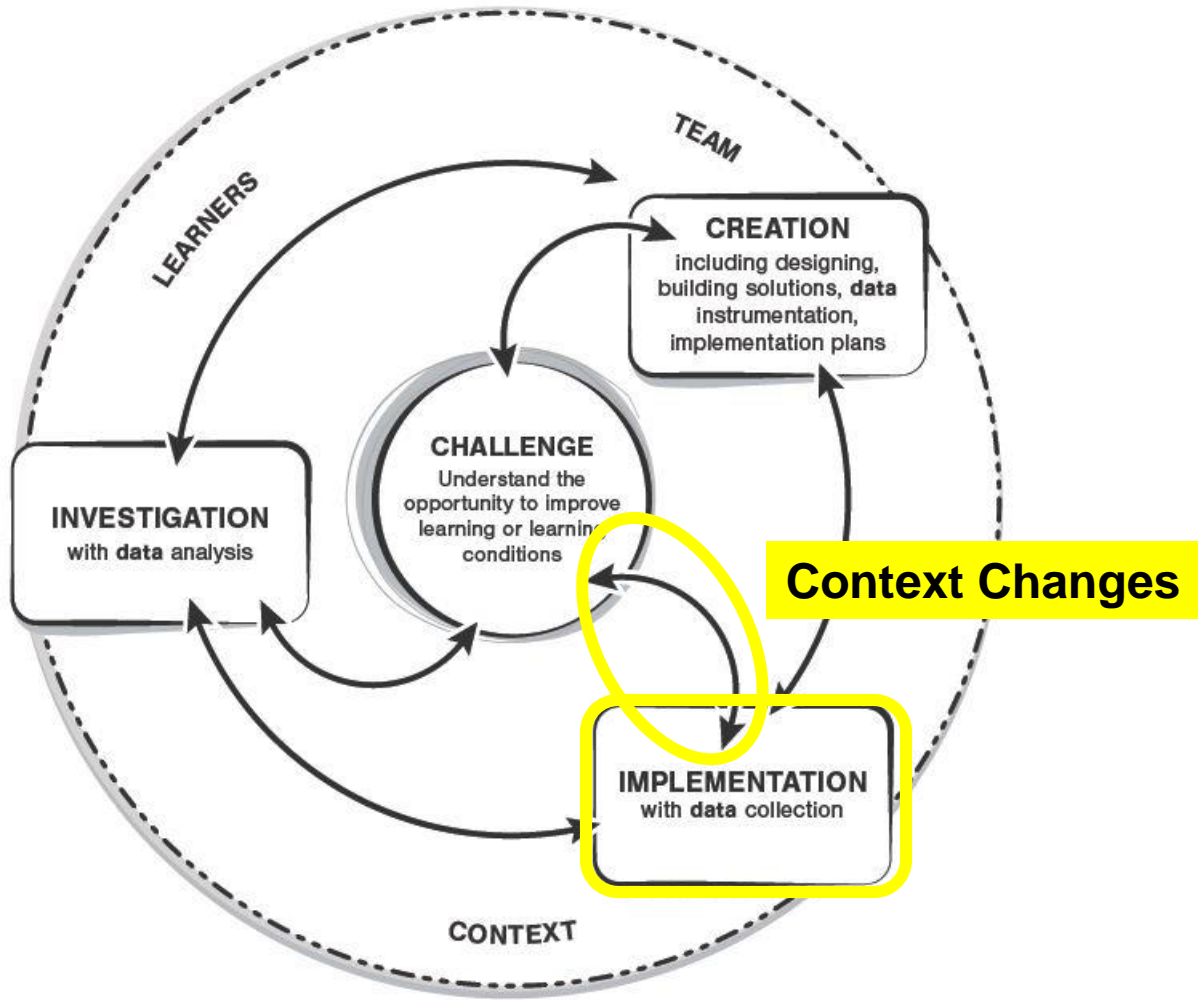 TEAM
LEARNERS
CREATION
including designing,
building solutions, data
instrumentation,
implementation plans
CHALLENGE
Understand the
opportunity to improve
learning or learning
conditions
INVESTIGATION
with data analysis
Context Changes
IMPLEMENTATION
with data collection
CONTEXT